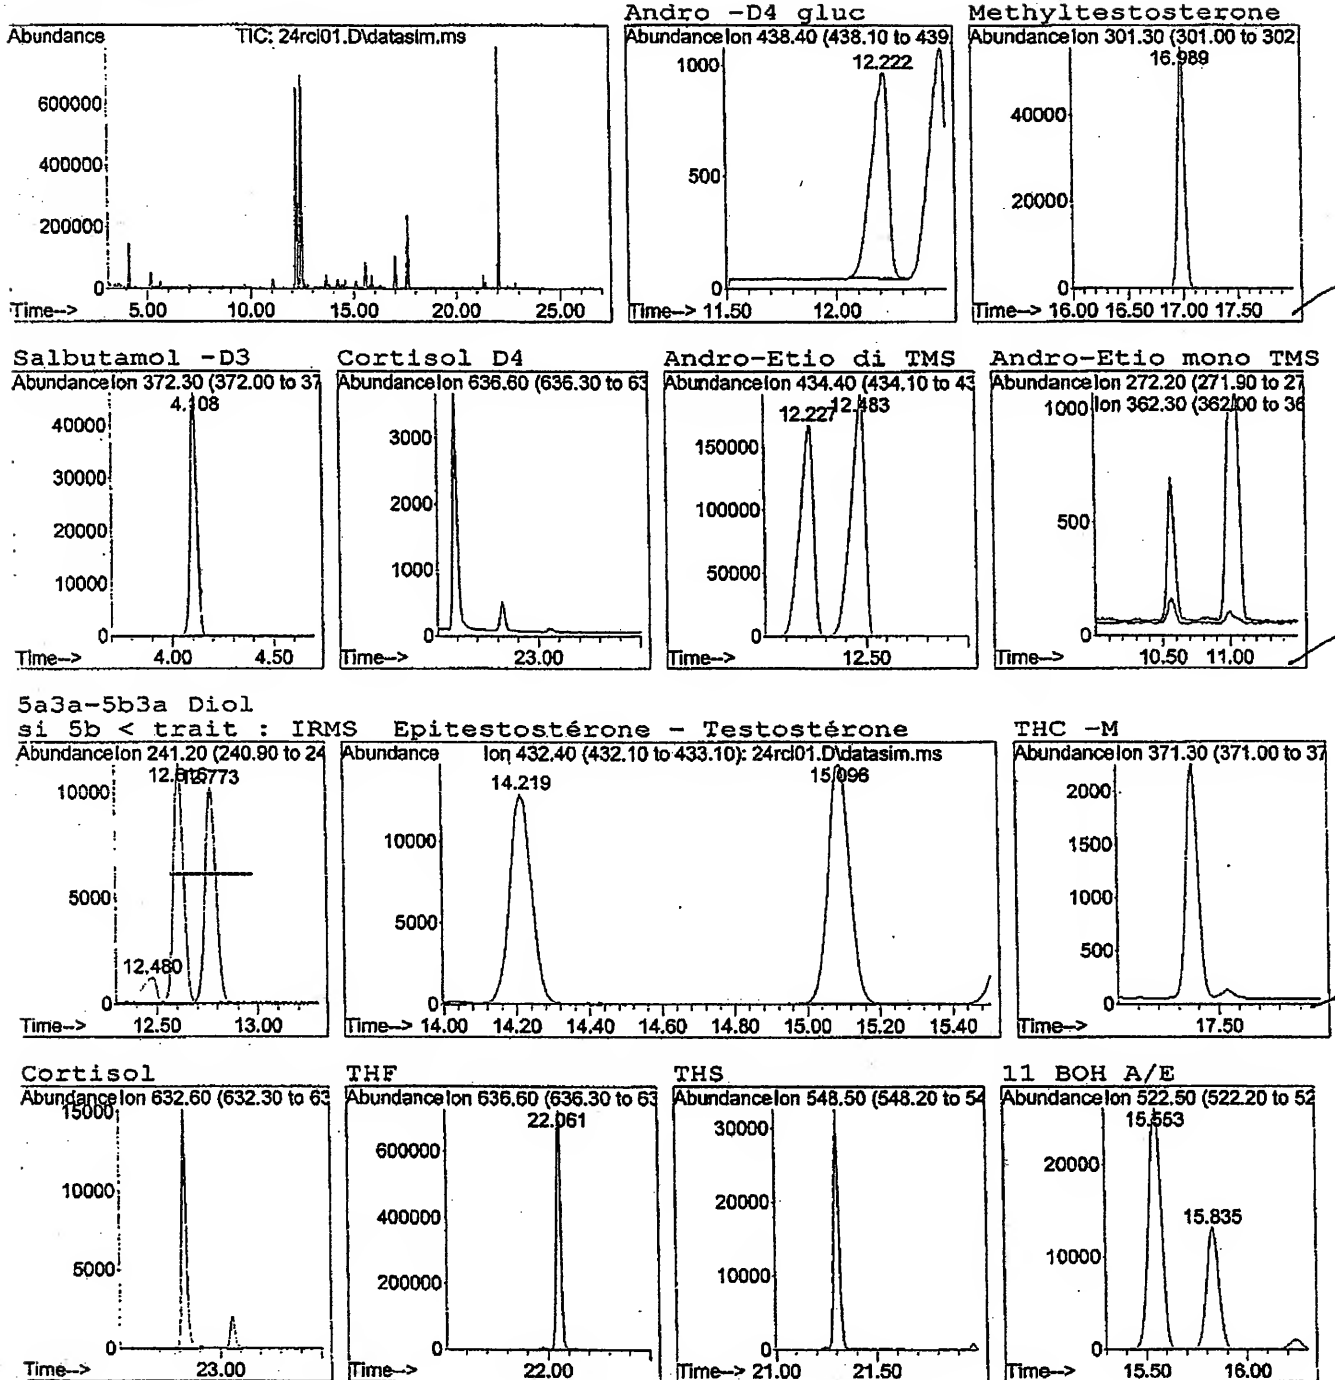 Andro -D4 gluc
Methyltestosterone
Abundance TIC: 24rcl01.D\datasim.ms
Abundance Ion 438.40 (438.10 to 439
Abundance Ion 301.30 (301.00 to 302
600000
400000
200000
0
Time--> 5.00 10.00 15.00 20.00 25.00
12.222
1000
500
0
Time-->
11.50 12.00
16.989
40000
20000
0
Time-->
16.00 16.50 17.00 17.50
Salbutamol -D3
Cortisol D4
Andro-Etio di TMS
Andro-Etio mono TMS
Abundance Ion 372.30 (372.00 to 37
Abundance Ion 636.60 (636.30 to 63
Abundance Ion 434.40 (434.10 to 43
Abundance Ion 272.20 (271.90 to 27
Ion 362.30 (362.00 to 36
4.108
40000
30000
20000
10000
0
Time--> 4.00 4.50
3000
2000
1000
0
Time--> 23.00
12.227 12.483
150000
100000
50000
0
Time--> 12.50
1000
500
0
Time--> 10.50 11.00
5a3a-5b3a Diol
si 5b < trait : IRMS
Epitestostérone - Testostérone
THC -M
Abundance Ion 241.20 (240.90 to 24
Abundance Ion 432.40 (432.10 to 433.10): 24rcl01.D\datasim.ms
Abundance Ion 371.30 (371.00 to 37
12.773
10000
5000
12.480
0
Time--> 12.50 13.00
14.219
15.096
10000
5000
0
Time--> 14.00 14.20 14.40 14.60 14.80 15.00 15.20 15.40
2000
1500
1000
500
0
Time--> 17.50
Cortisol
THF
THS
11 BOH A/E
Abundance Ion 632.60 (632.30 to 63
Abundance Ion 636.60 (636.30 to 63
Abundance Ion 548.50 (548.20 to 54
Abundance Ion 522.50 (522.20 to 52
15000
10000
5000
0
Time--> 23.00
22.061
600000
400000
200000
0
Time--> 22.00
30000
20000
10000
0
Time--> 21.00 21.50
15.553
15.835
20000
10000
0
Time--> 15.50 16.00